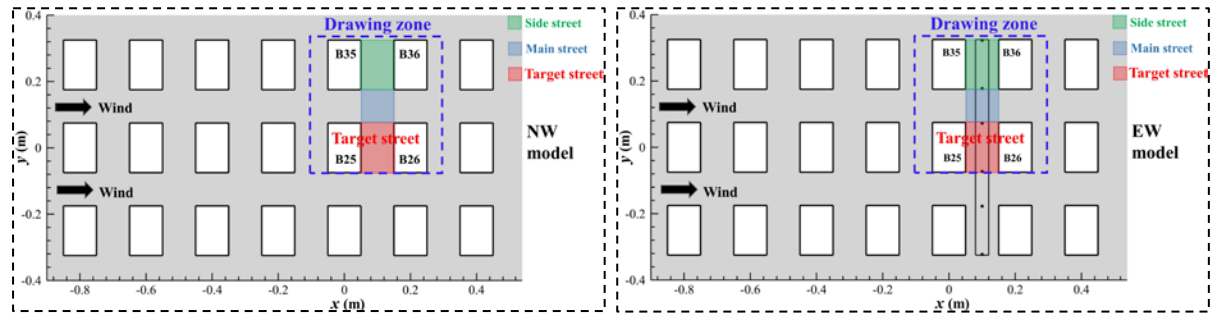 Drawing zone
Side street
Main street
Target street
B35
B36
Wind
Target street
B25
B26
Wind
NW
model
0.4
0.2
0
-0.2
-0.4
y (m)
-0.8
-0.6
-0.4
-0.2
0
0.2
0.4
x (m)
Drawing zone
Side street
Main street
Target street
B35
B36
Wind
Target street
B25
B26
Wind
EW
model
0.4
0.2
0
-0.2
-0.4
y (m)
-0.8
-0.6
-0.4
-0.2
0
0.2
0.4
x (m)